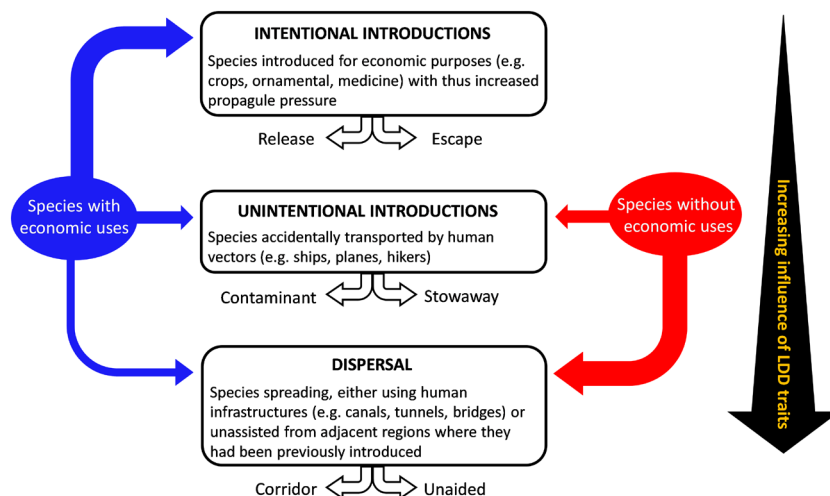 INTENTIONAL INTRODUCTIONS
Species introduced for economic purposes (e.g.
crops, ornamental, medicine) with thus increased
propagule pressure
Release
Escape
Species with
economic uses
UNINTENTIONAL INTRODUCTIONS
Species accidentally transported by human
vectors (e.g. ships, planes, hikers)
Species without
economic uses
Contaminant
Stowaway
DISPERSAL
Species spreading, either using human
infrastructures (e.g. canals, tunnels, bridges) or
unassisted from adjacent regions where they
had been previously introduced
Corridor
Unaided
Increasing influence of LDD traits